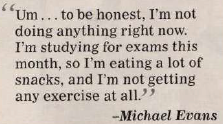 “Um... to be honest, I'm not
doing anything right now.
I'm studying for exams this
month, so I'm eating a lot of
snacks, and I'm not getting
any exercise at all.”
–Michael Evans